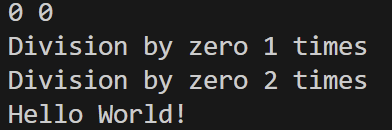 0 0
Division by zero 1 times
Division by zero 2 times
Hello World!